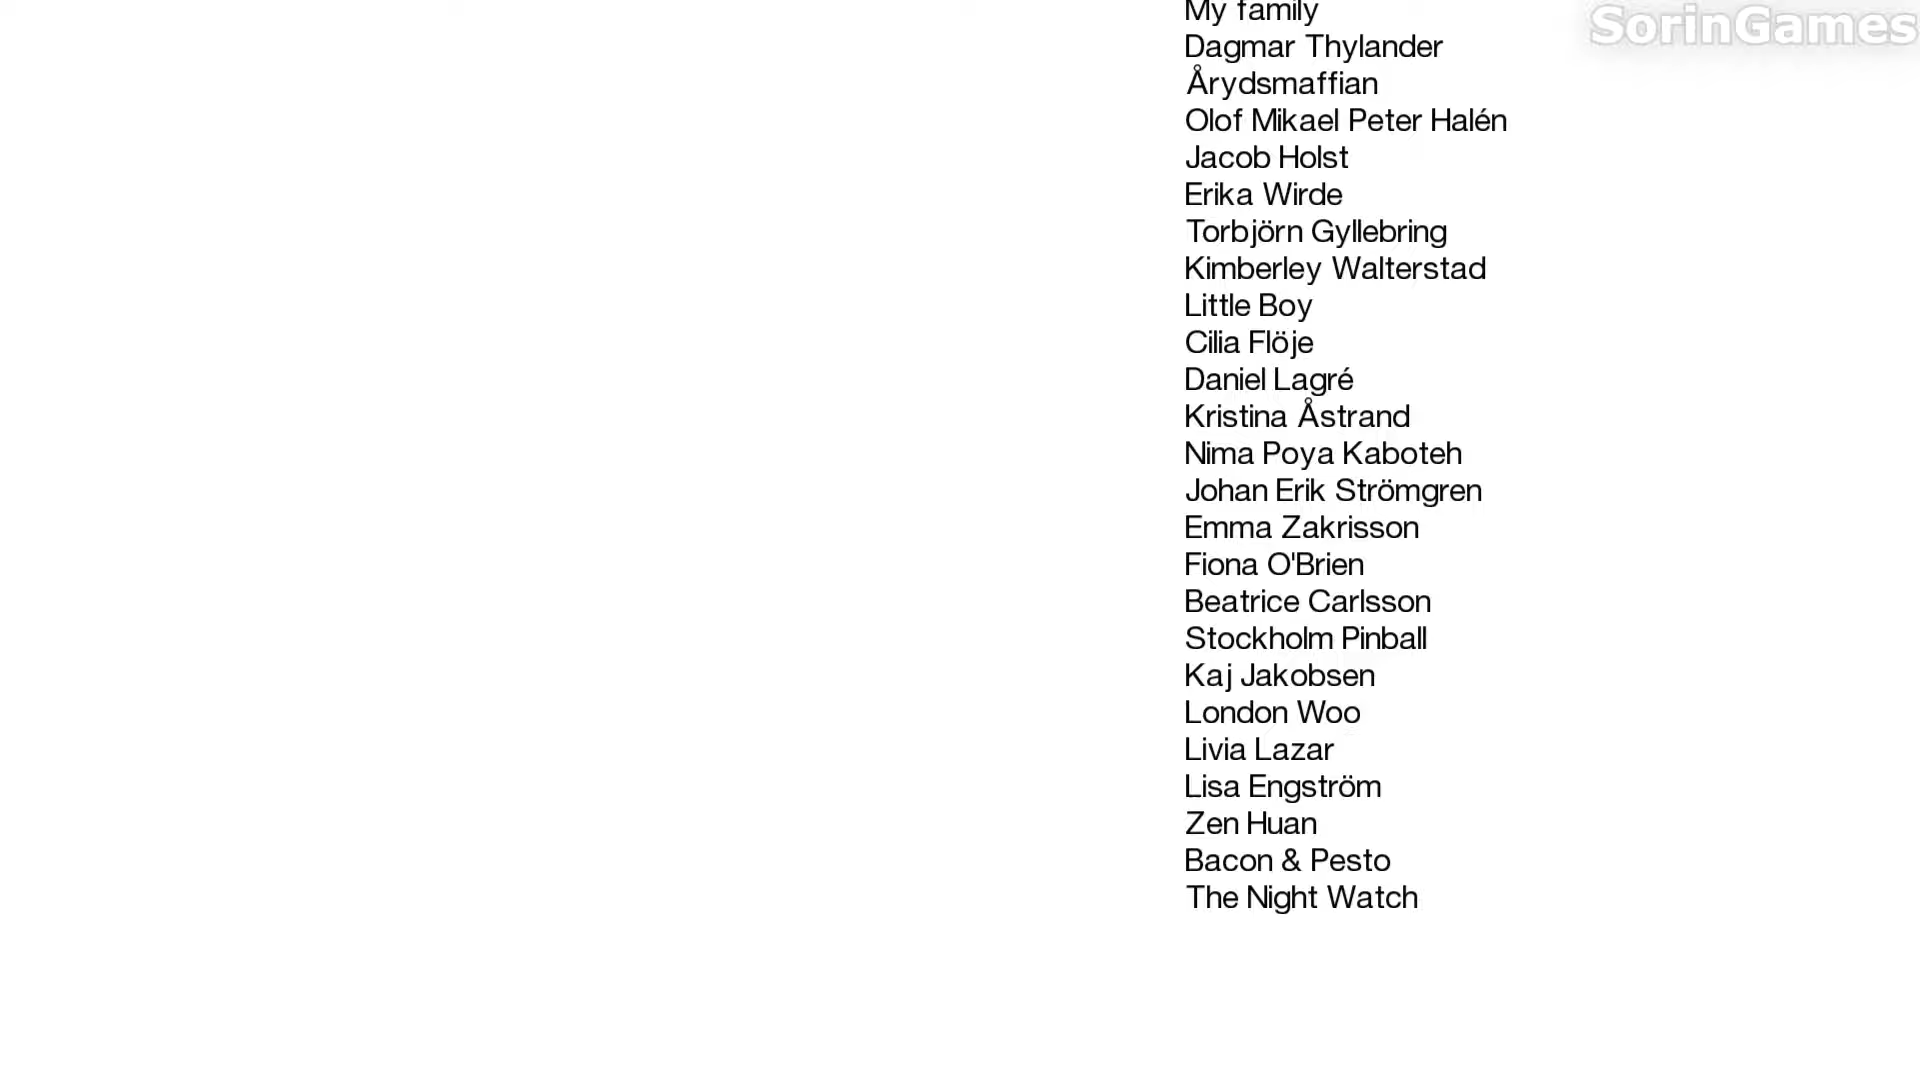 My family
SorinGames
Dagmar Thylander
Årydsmaffian
Olof Mikael Peter Halén
Jacob Holst
Erika Wirde
Torbjörn Gyllebring
Kimberley Walterstad
Little Boy
Cilia Flöje
Daniel Lagré
Kristina Åstrand
Nima Poya Kaboteh
Johan Erik Strömgren
Emma Zakrisson
Fiona O'Brien
Beatrice Carlsson
Stockholm Pinball
Kaj Jakobsen
London Woo
Livia Lazar
Lisa Engström
Zen Huan
Bacon & Pesto
The Night Watch